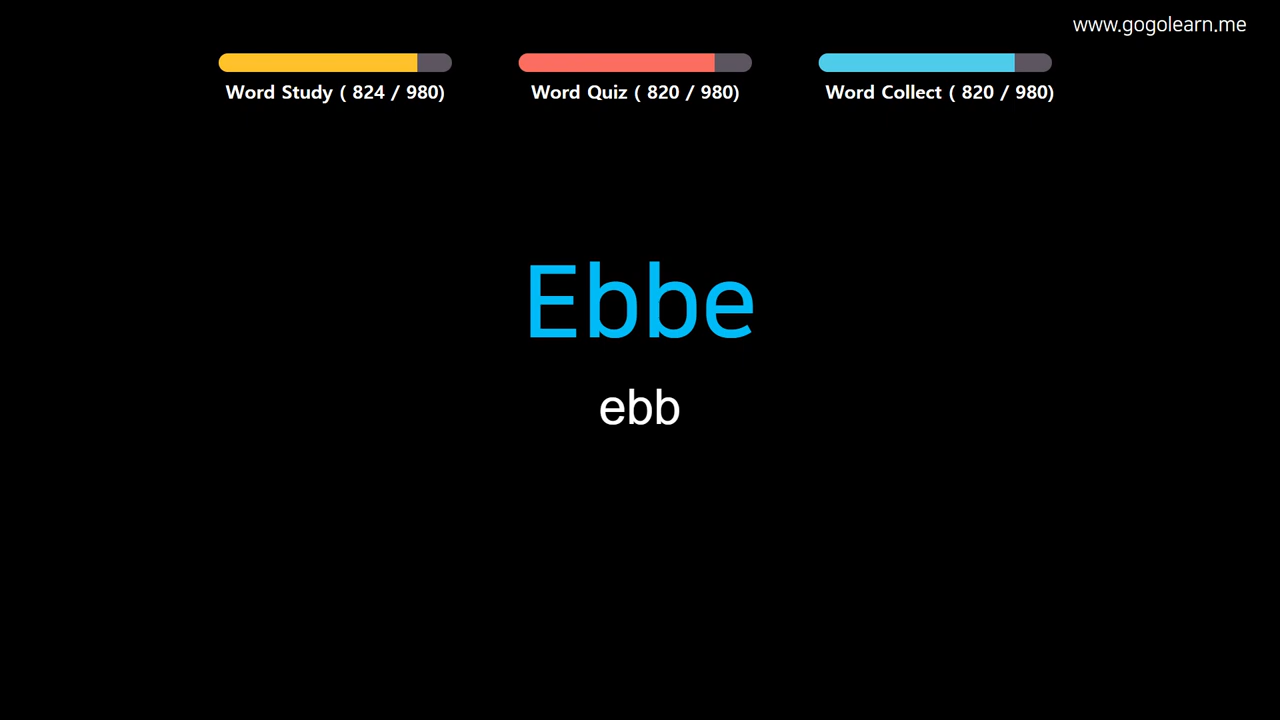 www.gogolearn.me
Word Study ( 824 / 980)
Word Quiz ( 820 / 980)
Word Collect ( 820 / 980)
Ebbe
ebb